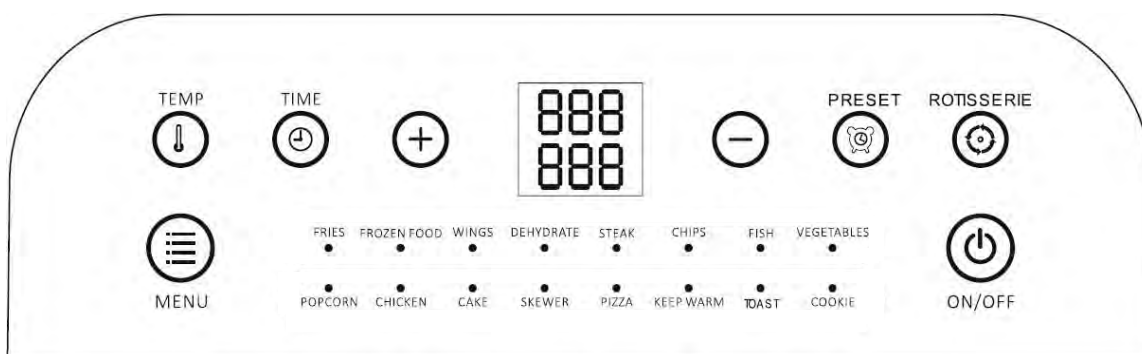 TEMP TIME PRESET ROTISSERIE
888
888
FRIES FROZEN FOOD WINGS DEHYDRATE STEAK CHIPS FISH VEGETABLES
POPCORN CHICKEN CAKE SKEWER PIZZA KEEP WARM TOAST COOKIE
MENU ON/OFF